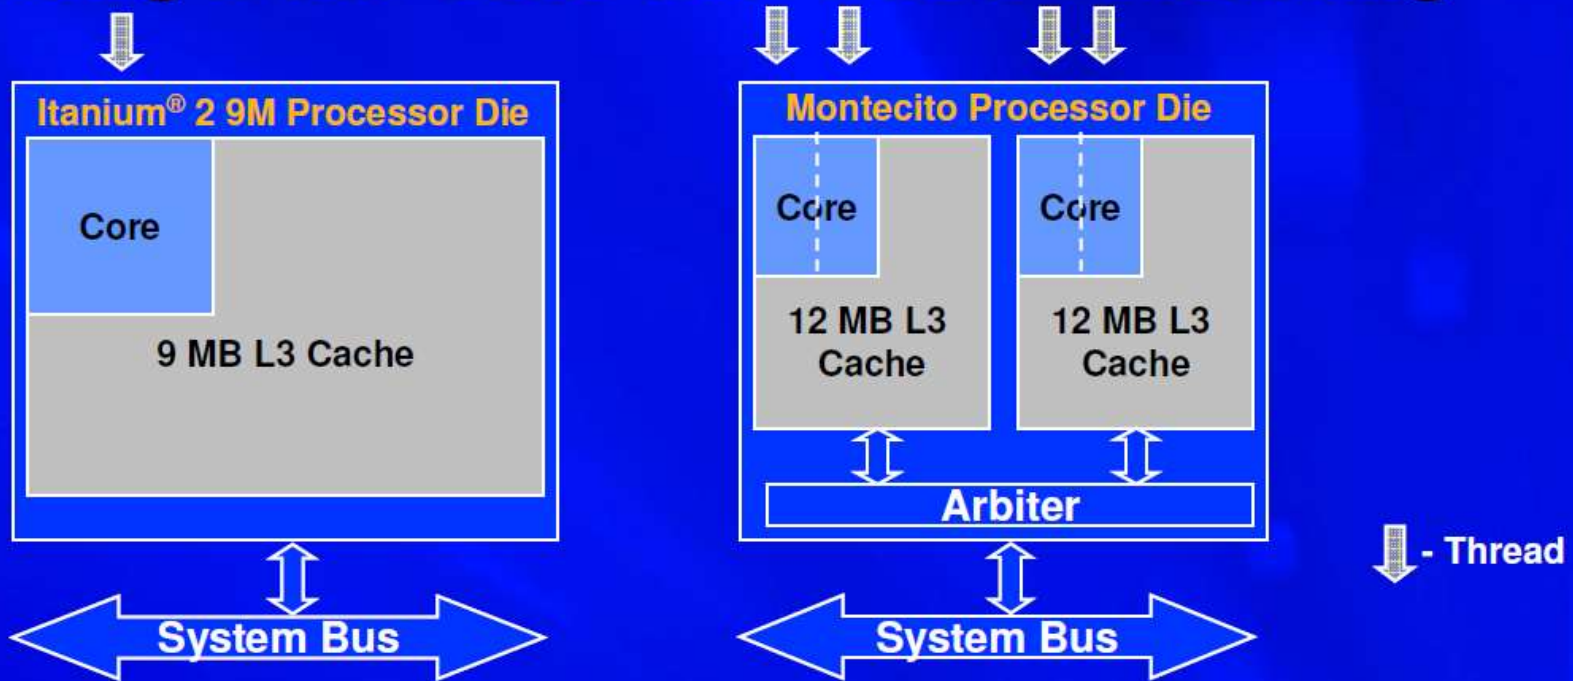 Itanium® 2 9M Processor Die
Core
9 MB L3 Cache
System Bus
Montecito Processor Die
Core
Core
12 MB L3
Cache
12 MB L3
Cache
Arbiter
System Bus
- Thread